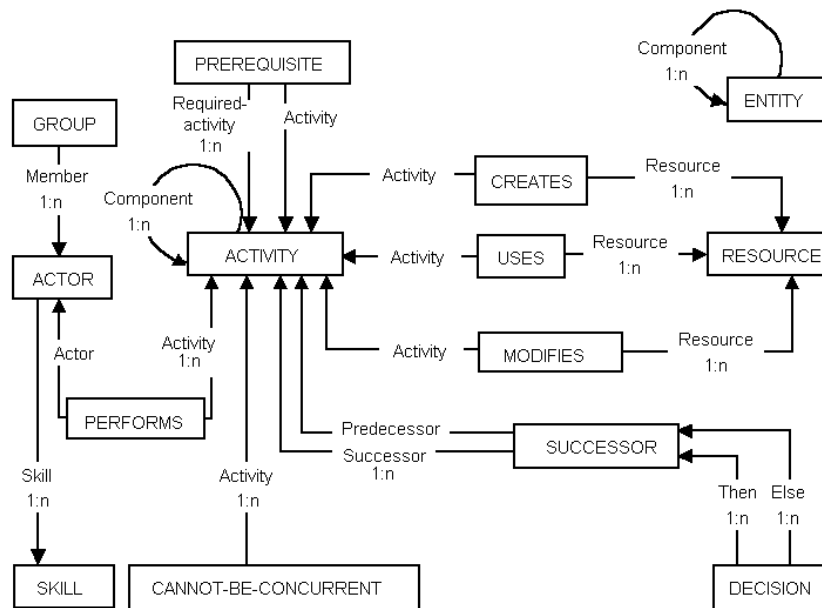 Component
1:n
ENTITY
PREREQUISITE
Required-
activity
1:n
Activity
GROUP
Member
1:n
Component
1:n
Activity
CREATES
Resource
1:n
ACTIVITY
Activity
USES
Resource
1:n
RESOURCE
ACTOR
Actor
Activity
1:n
Activity
MODIFIES
Resource
1:n
PERFORMS
Predecessor
Successor
1:n
SUCCESSOR
Skill
1:n
Activity
1:n
Then
1:n
Else
1:n
SKILL
CANNOT-BE-CONCURRENT
DECISION